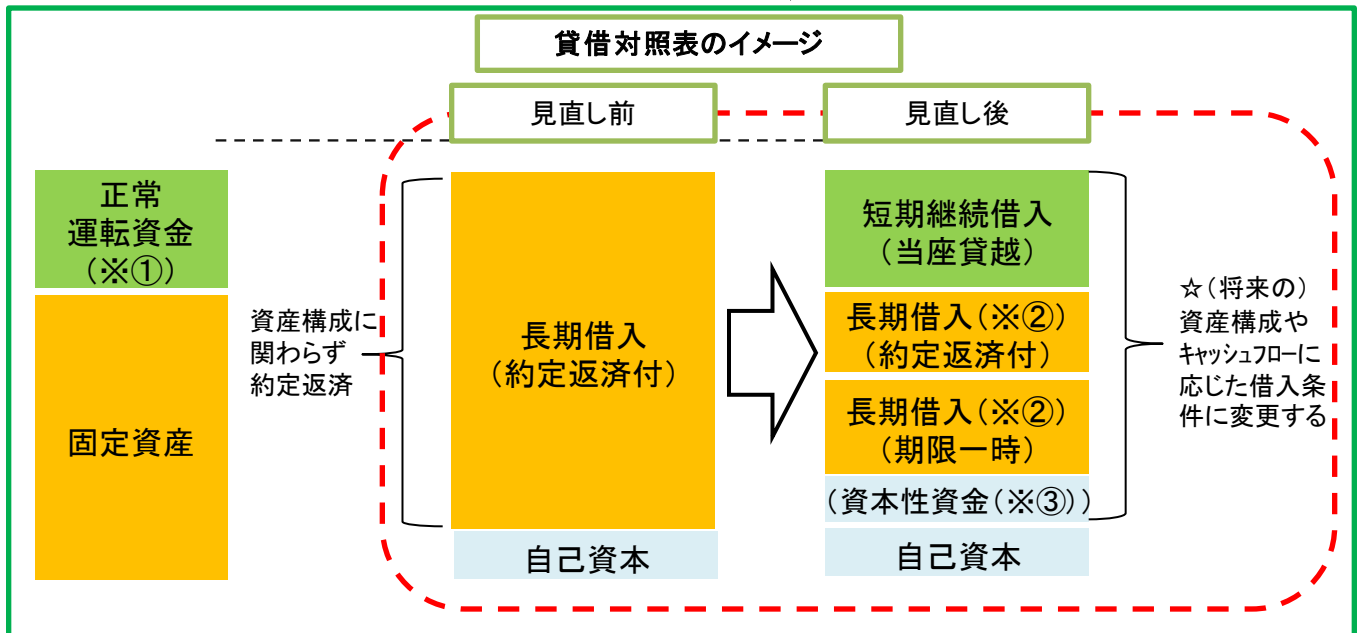 貸借対照表のイメージ
見直し前
見直し後
正常
運転資金
（※①）
固定資産
資産構成に
関わらず
約定返済
長期借入
（約定返済付）
自己資本
短期継続借入
（当座貸越）
長期借入（※②）
（約定返済付）
長期借入（※②）
（期限一時）
（資本性資金（※③））
自己資本
☆（将来の）
資産構成や
キャッシュフローに
応じた借入条
件に変更する